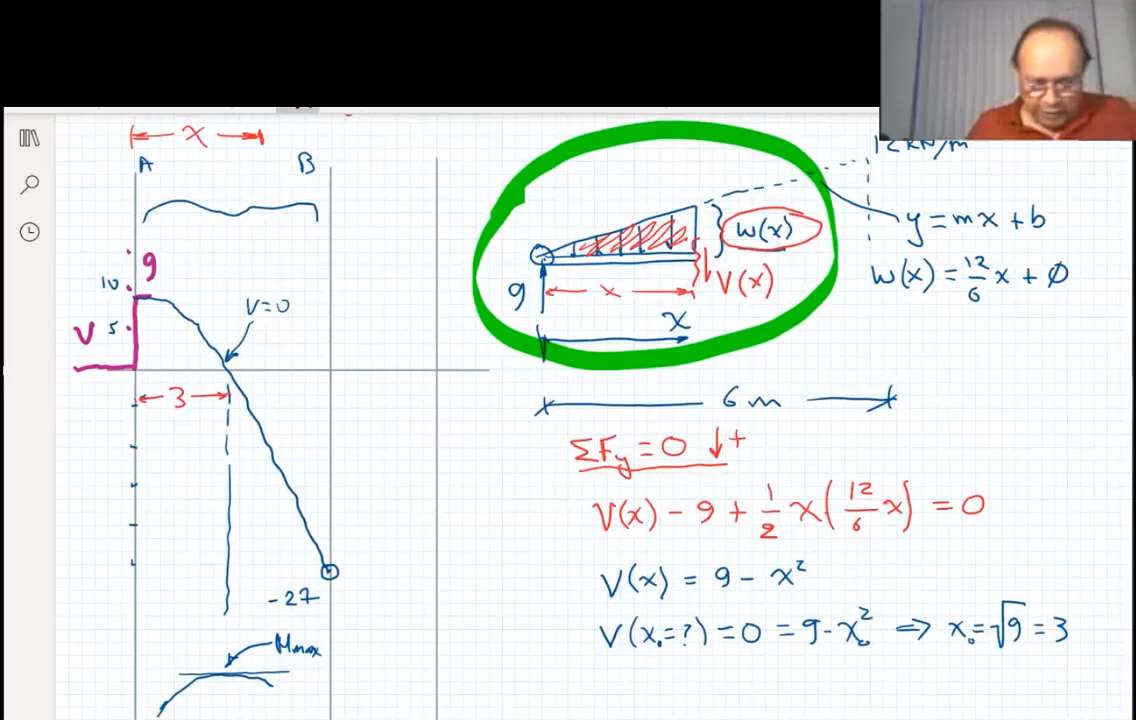 x
A B
9
10
V 5
V=0
3
-27
Mmax
12 kN/m
w(x)
9 x V(x)
x
y = mx + b
w(x) = 12/6 x + 0
6 m
ΣFy = 0 ↓+
V(x) - 9 + 1/2 x (12/6 x) = 0
V(x) = 9 - x²
V(x₀=?) = 0 = 9 - x₀² ⇒ x₀ = √9 = 3